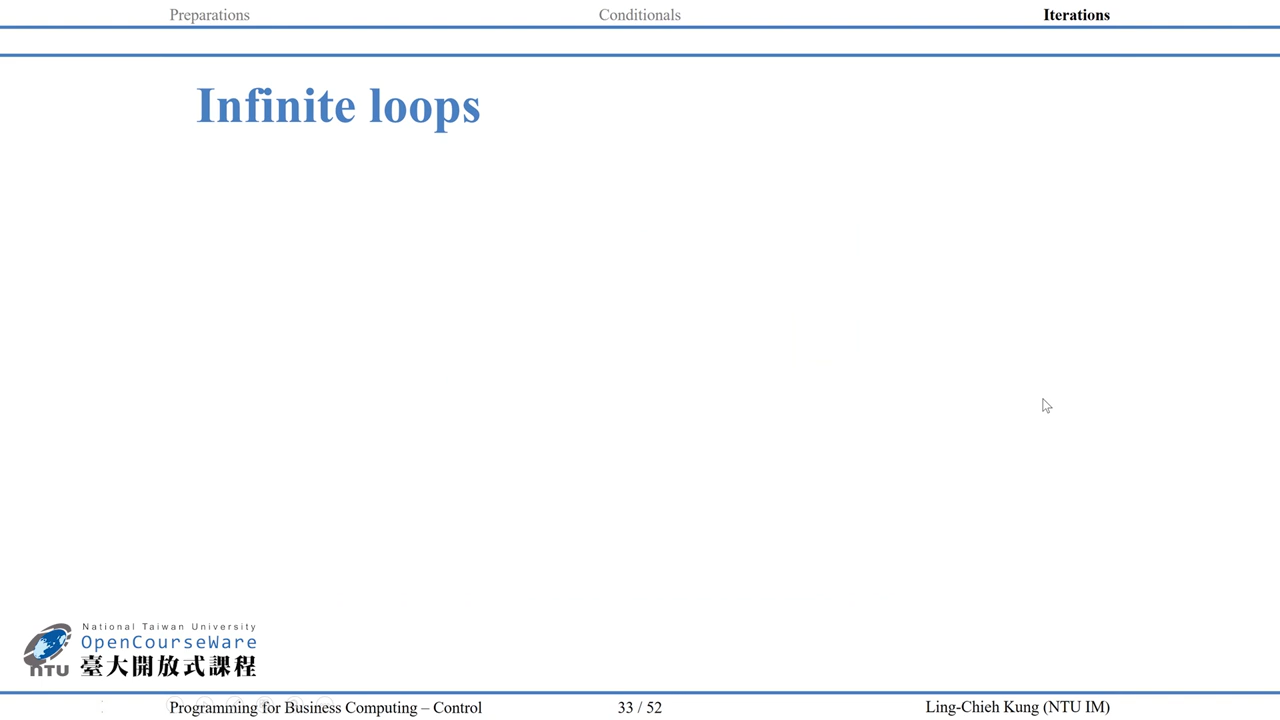 Preparations
Conditionals
Iterations
Infinite loops
National Taiwan University
OpenCourseWare
NTU 臺大開放式課程
Programming for Business Computing – Control
33 / 52
Ling-Chieh Kung (NTU IM)